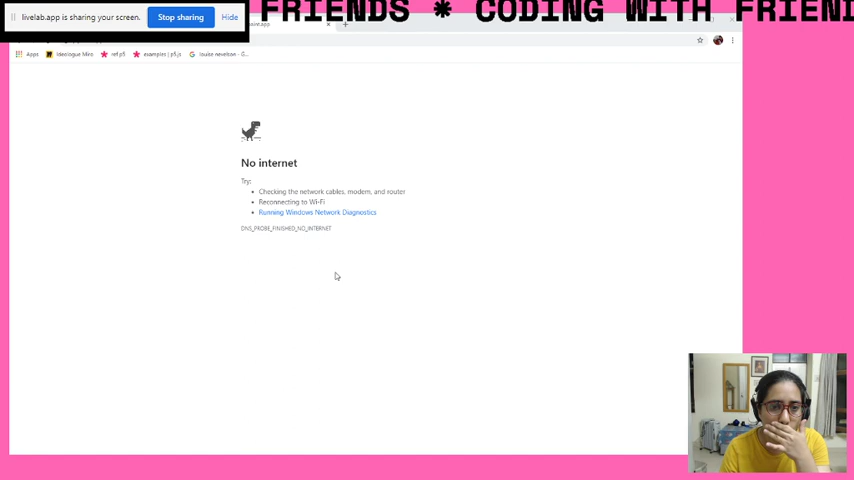 livelab.app is sharing your screen.
Stop sharing
Hide
FRIENDS * CODING WITH FRIEN
Apps
Ideologue Miro
ref p5
examples | p5.js
louise nevelson - G...
No internet
Try:
• Checking the network cables, modem, and router
• Reconnecting to Wi-Fi
• Running Windows Network Diagnostics
DNS_PROBE_FINISHED_NO_INTERNET